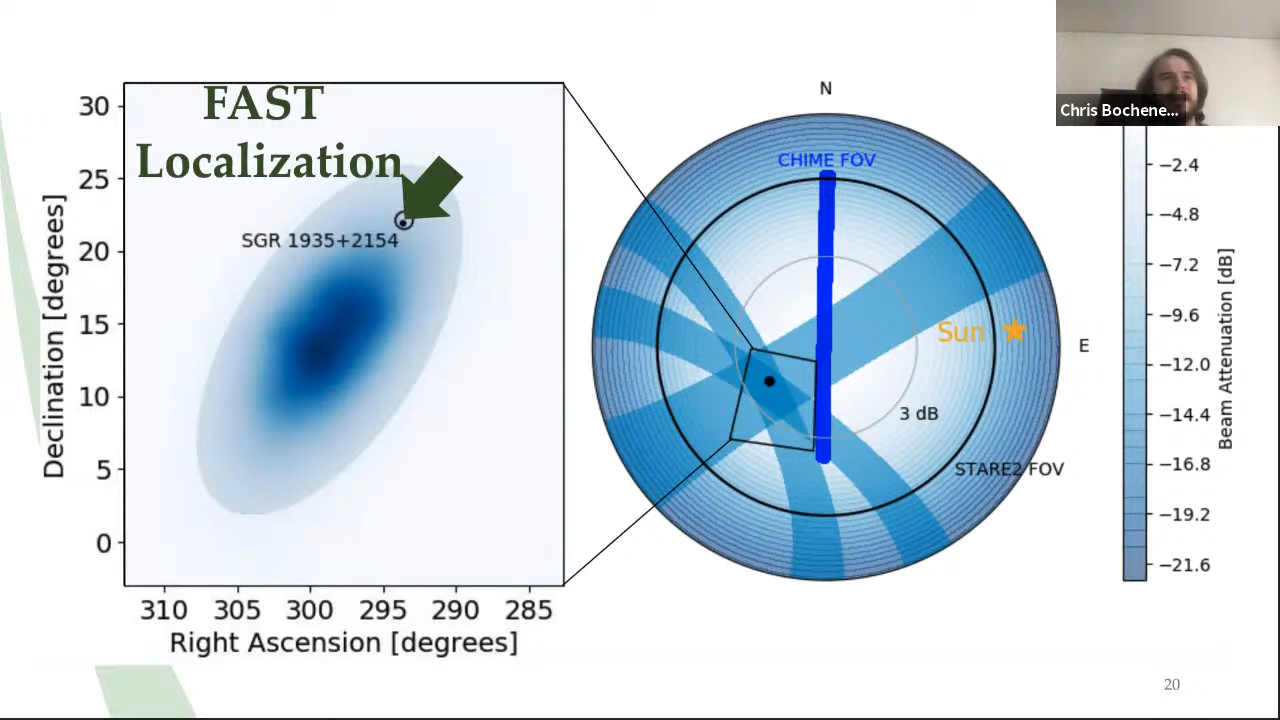 FAST
Localization
SGR 1935+2154
30
25
20
15
10
5
0
Declination [degrees]
310 305 300 295 290 285
Right Ascension [degrees]
N
CHIME FOV
Sun
E
3 dB
STARE2 FOV
Chris Bochene...
−2.4
−4.8
−7.2
−9.6
−12.0
−14.4
−16.8
−19.2
−21.6
Beam Attenuation [dB]
20